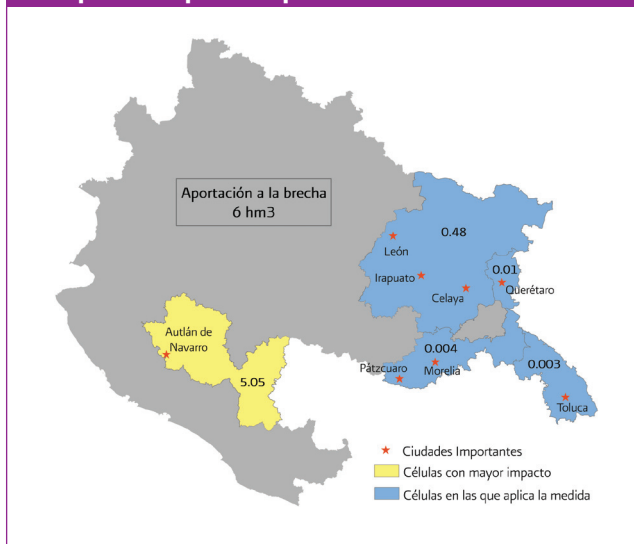 Aportación a la brecha
6 hm3
0.48
León
Irapuato
Celaya
0.01
Querétaro
Autlán de
Navarro
5.05
0.004
Pátzcuaro
Morelia
0.003
Toluca
Ciudades Importantes
Células con mayor impacto
Células en las que aplica la medida